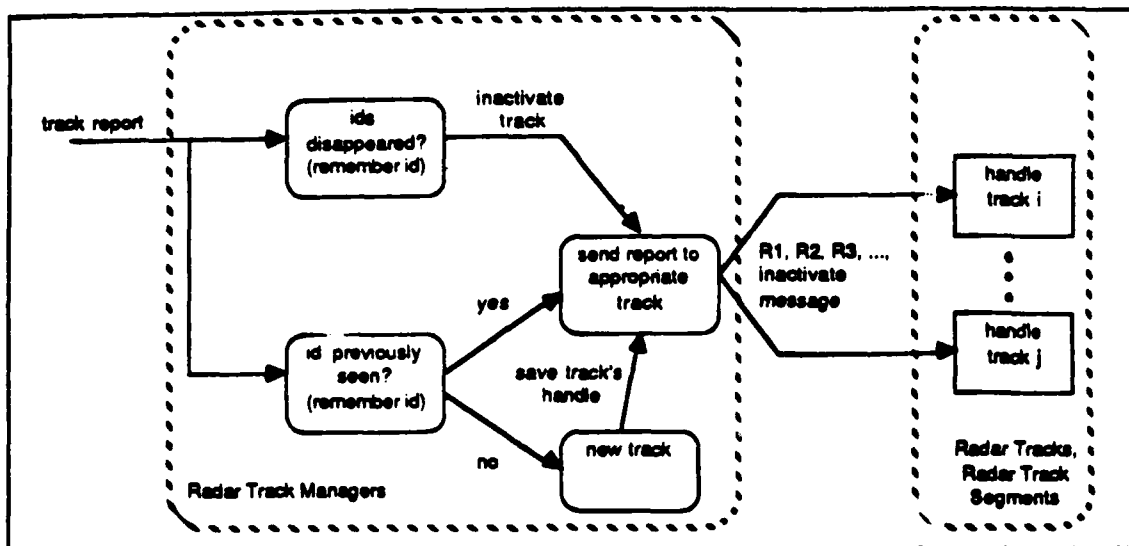 track report
ids
disappeared?
(remember id)
inactivate
track
send report to
appropriate
track
id previously
seen?
(remember id)
yes
no
save track's
handle
new track
Radar Track Managers
R1, R2, R3, ...,
inactivate
message
handle
track i
handle
track j
Radar Tracks,
Radar Track
Segments